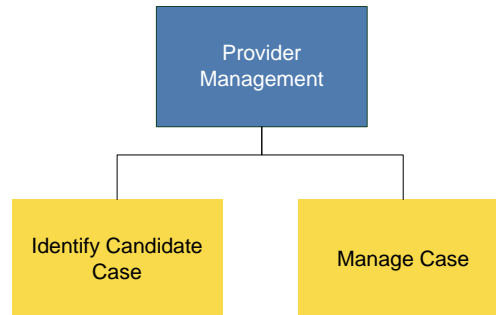 Provider
Management
Identify Candidate
Case
Manage Case